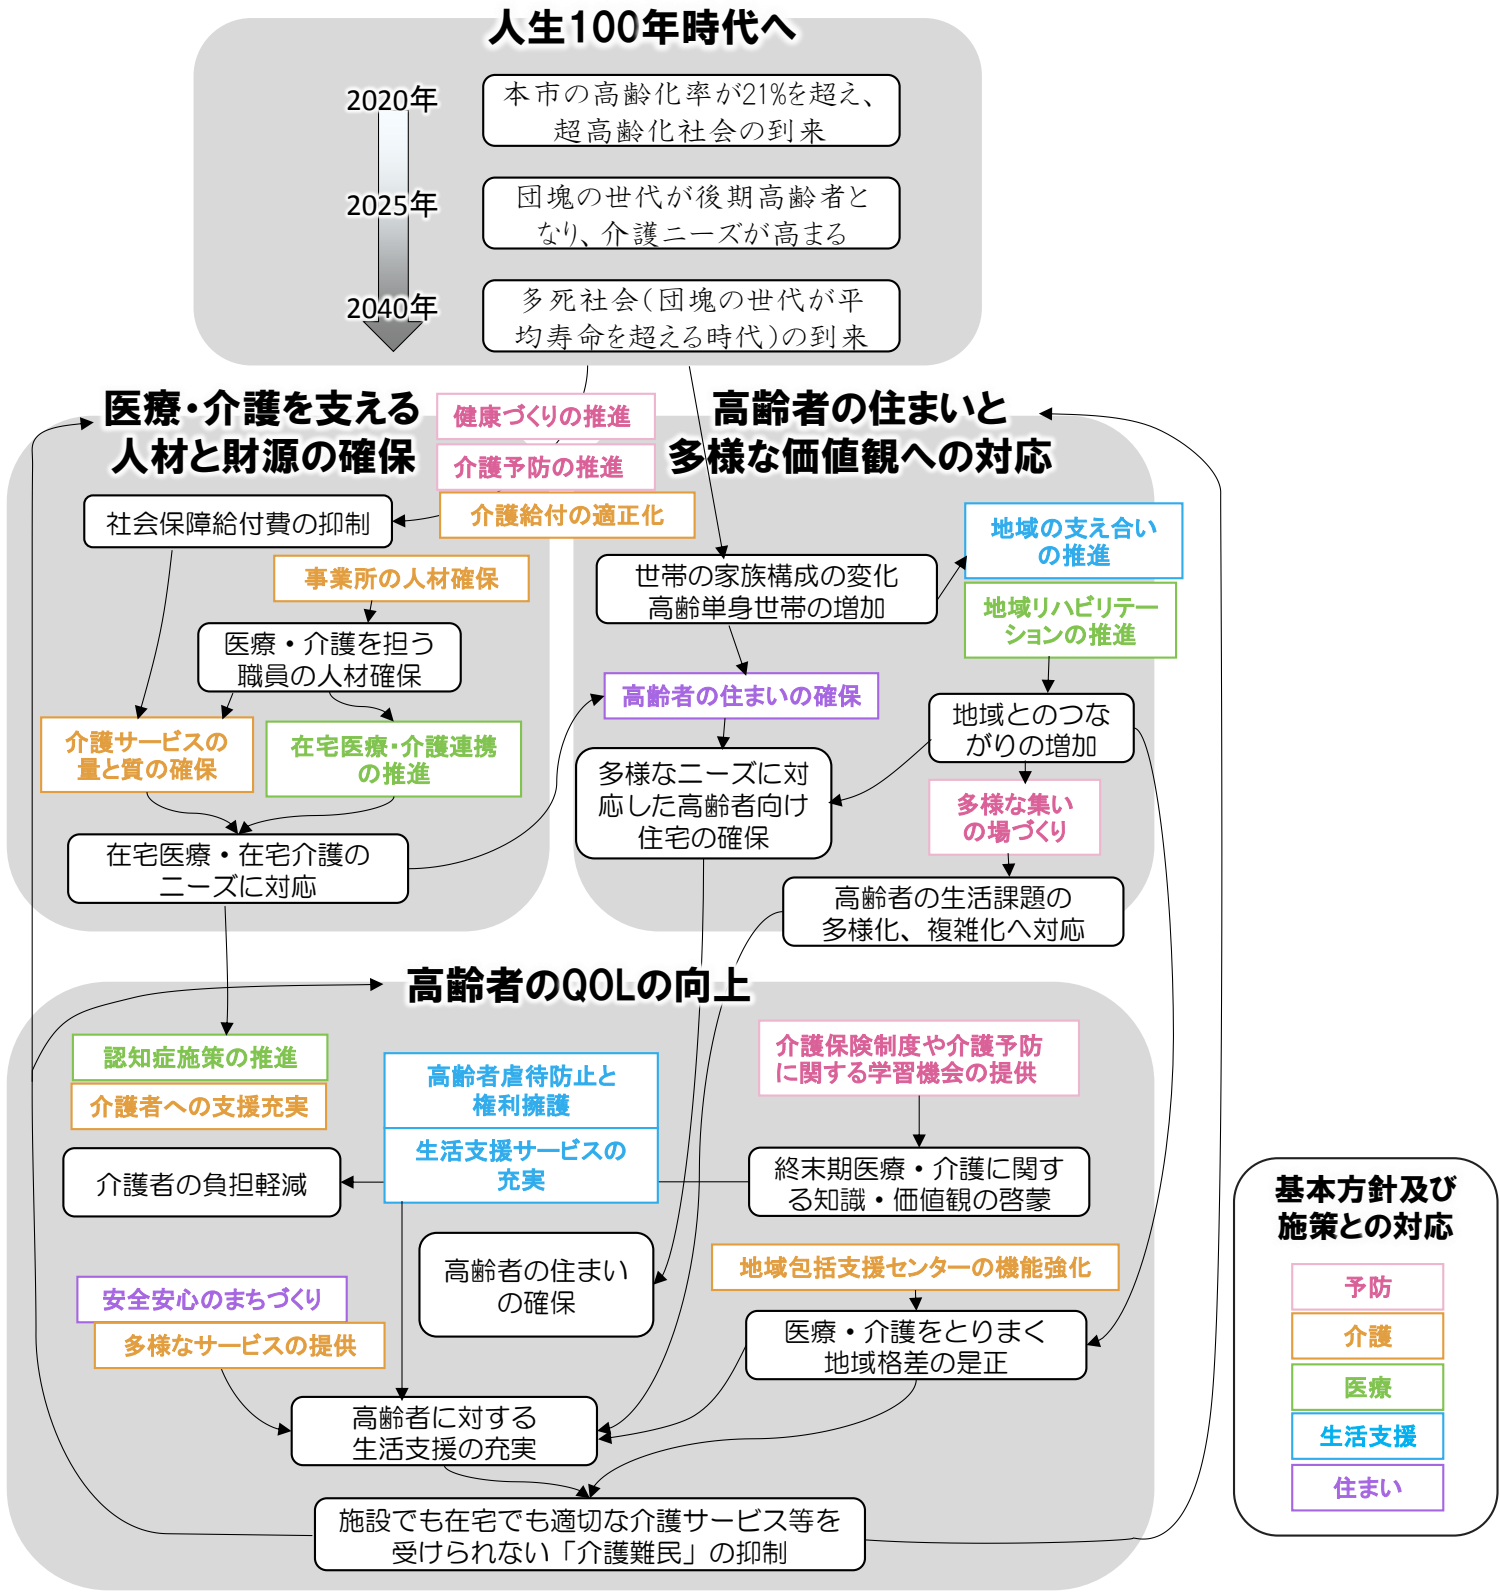 人生100年時代へ
2020年
本市の高齢化率が21%を超え、
超高齢化社会の到来
2025年
団塊の世代が後期高齢者と
なり、介護ニーズが高まる
2040年
多死社会(団塊の世代が平
均寿命を超える時代)の到来
医療・介護を支える
人材と財源の確保
健康づくりの推進
介護予防の推進
介護給付の適正化
社会保障給付費の抑制
事業所の人材確保
医療・介護を担う
職員の人材確保
介護サービスの
量と質の確保
在宅医療・介護連携
の推進
在宅医療・在宅介護の
ニーズに対応
高齢者の住まいと
多様な価値観への対応
地域の支え合い
の推進
世帯の家族構成の変化
高齢単身世帯の増加
地域リハビリテー
ションの推進
高齢者の住まいの確保
地域とのつな
がりの増加
多様なニーズに対
応した高齢者向け
住宅の確保
多様な集い
の場づくり
高齢者の生活課題の
多様化、複雑化へ対応
高齢者のQOLの向上
認知症施策の推進
介護者への支援充実
高齢者虐待防止と
権利擁護
生活支援サービスの
充実
介護保険制度や介護予防
に関する学習機会の提供
介護者の負担軽減
終末期医療・介護に関す
る知識・価値観の啓蒙
高齢者の住まい
の確保
地域包括支援センターの機能強化
安全安心のまちづくり
多様なサービスの提供
医療・介護をとりまく
地域格差の是正
高齢者に対する
生活支援の充実
施設でも在宅でも適切な介護サービス等を
受けられない「介護難民」の抑制
基本方針及び
施策との対応
予防
介護
医療
生活支援
住まい